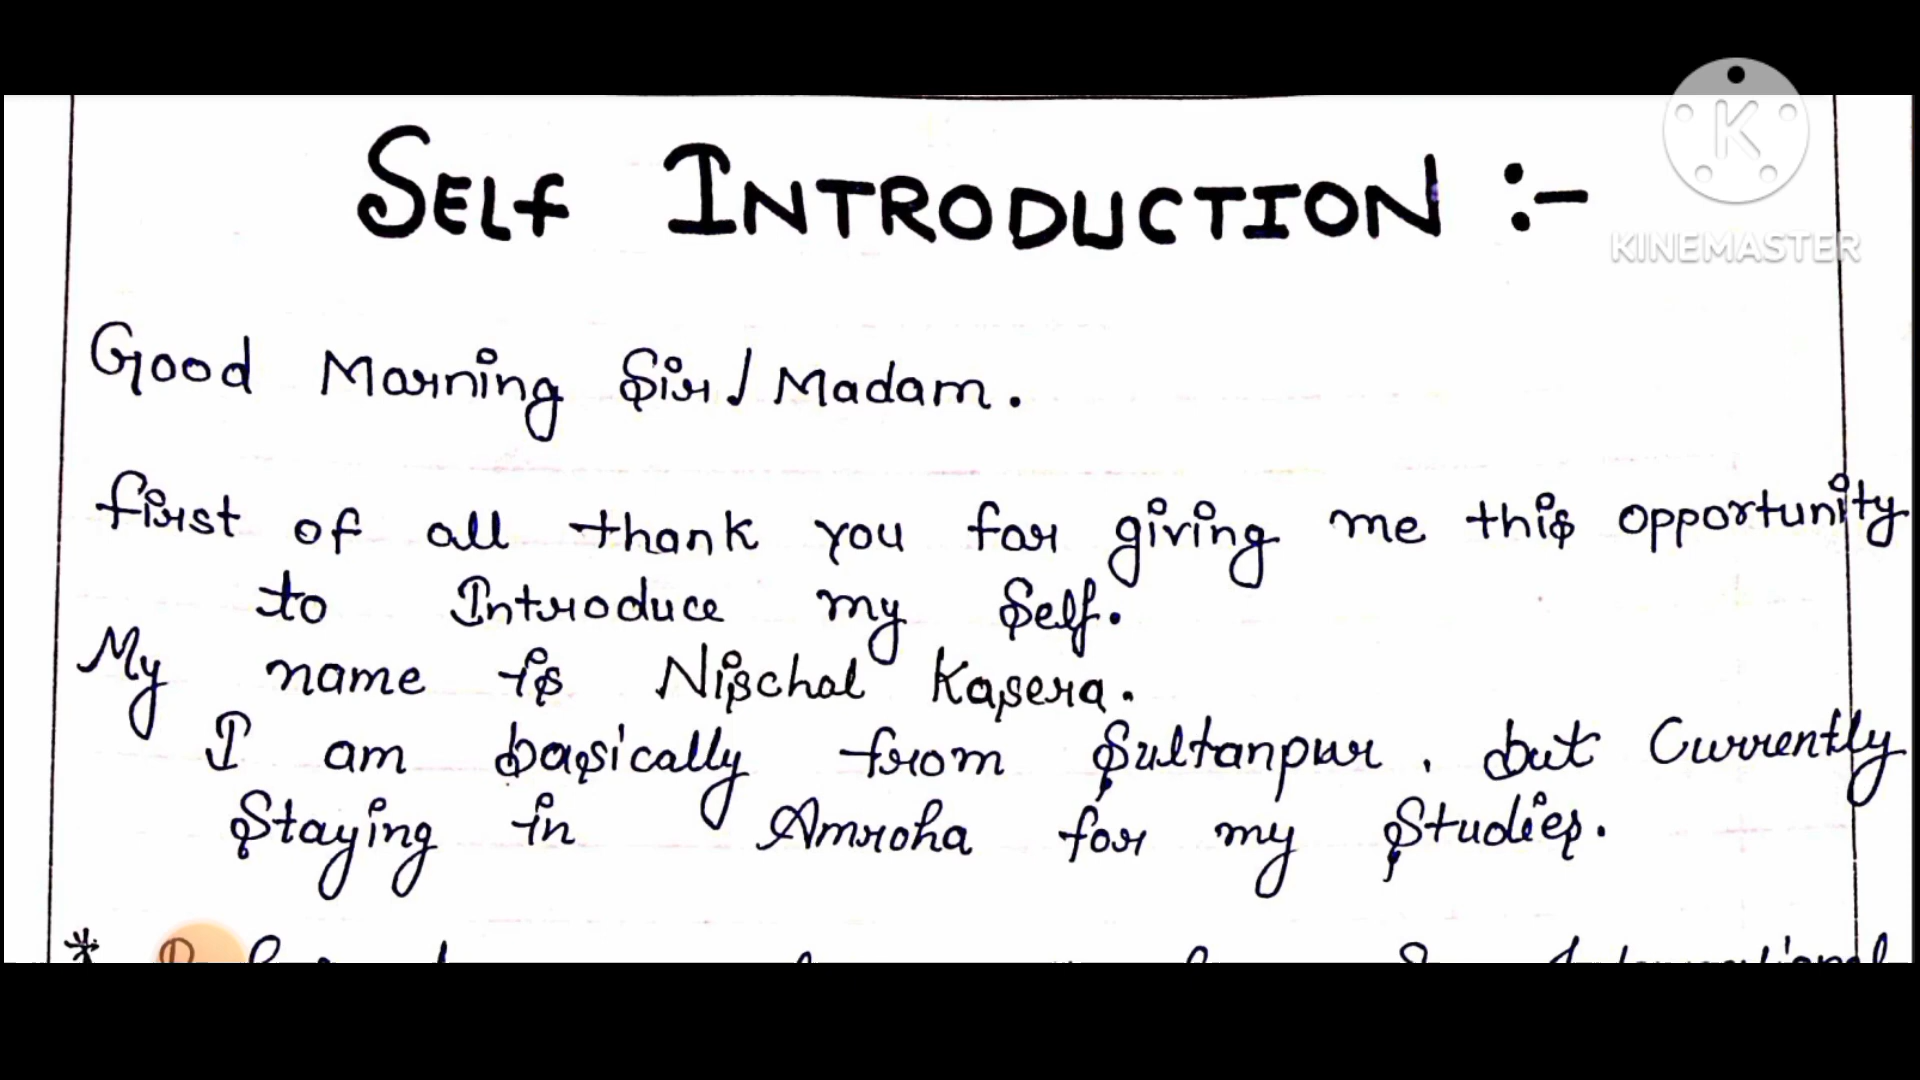 SELF INTRODUCTION :-
KINEMASTER
Good Morning Sir/Madam.
first of all thank you for giving me this opportunity
to Introduce my Self.
My name is Nischal Kasera.
I am basically from Sultanpur, but Currently
Staying in Amroha for my Studies.
*